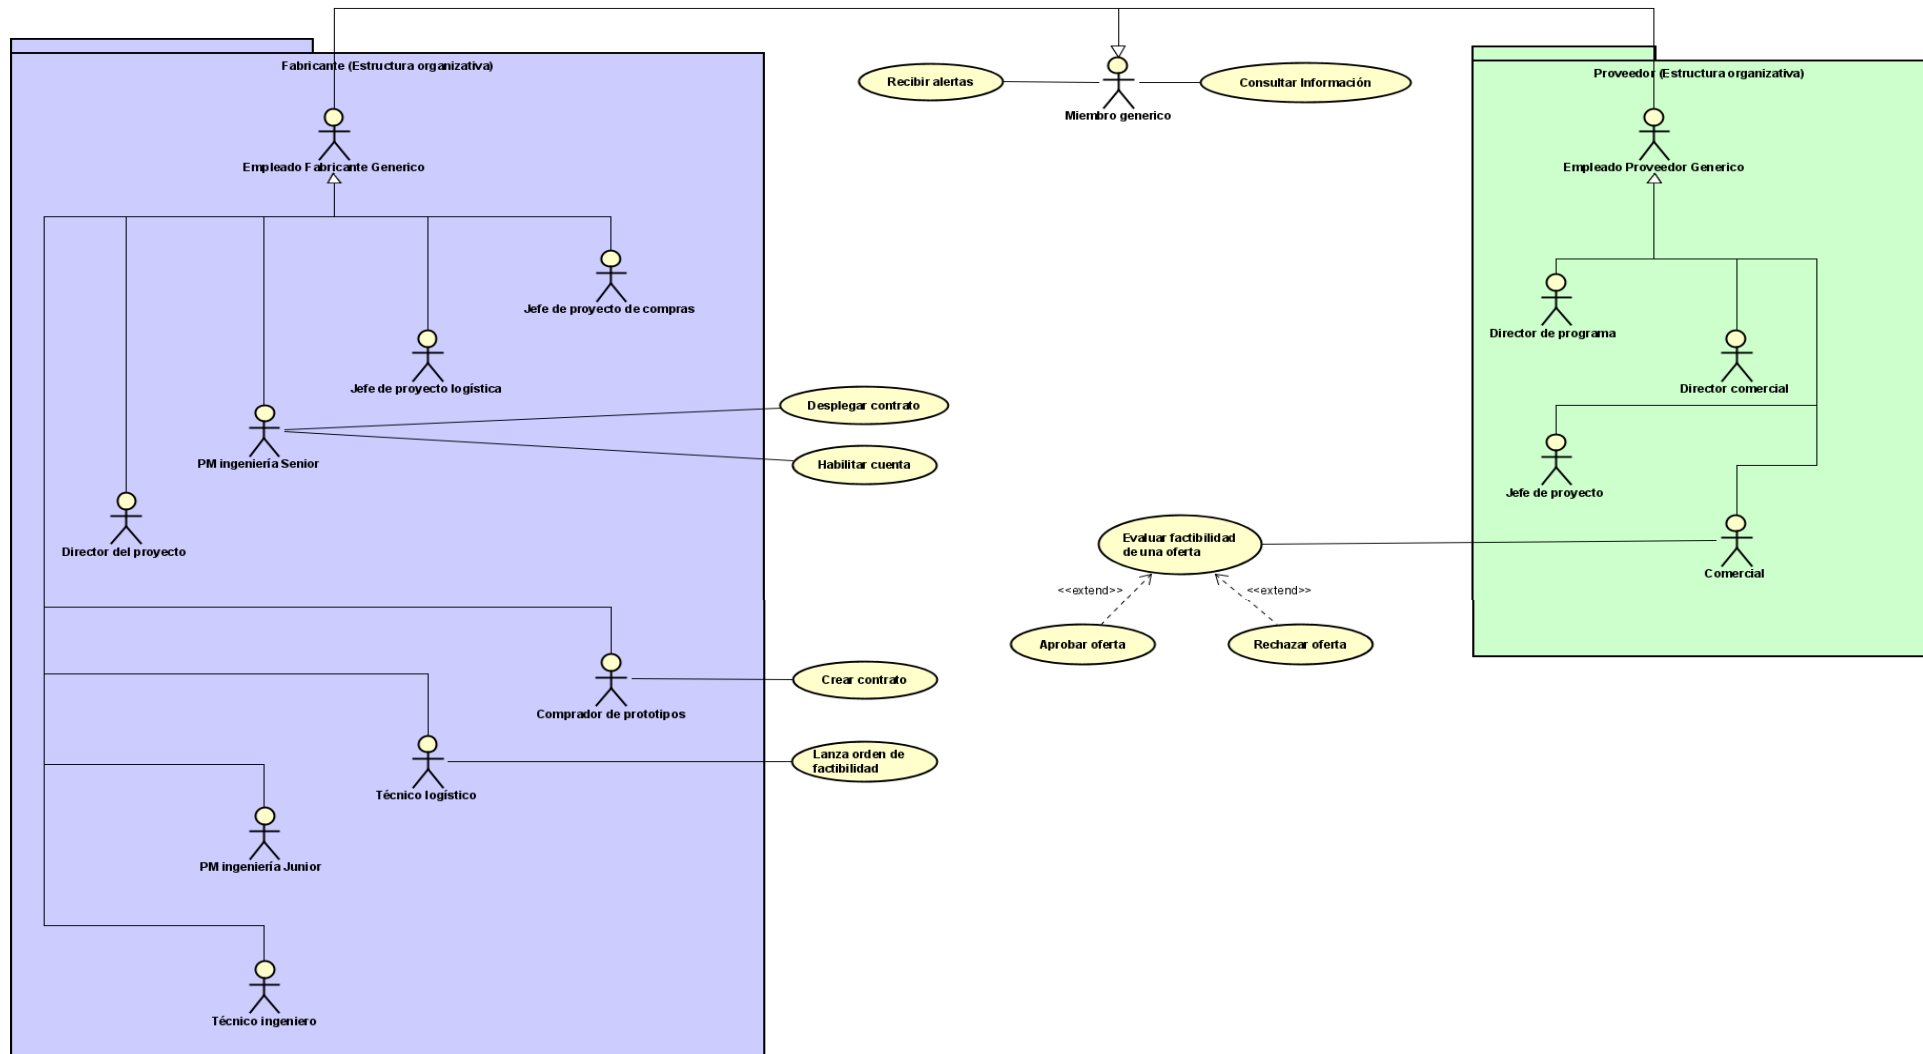 Fabricante (Estructura organizativa)
Recibir alertas
Consultar Información
Proveedor (Estructura organizativa)
Miembro generico
Empleado Fabricante Generico
Empleado Proveedor Generico
Jefe de proyecto de compras
Director de programa
Jefe de proyecto logística
Director comercial
Desplegar contrato
PM ingeniería Senior
Habilitar cuenta
Jefe de proyecto
Director del proyecto
Evaluar factibilidad
de una oferta
Comercial
<<extend>>
<<extend>>
Aprobar oferta
Rechazar oferta
Crear contrato
Comprador de prototipos
Lanza orden de
factibilidad
Técnico logístico
PM ingeniería Junior
Técnico ingeniero